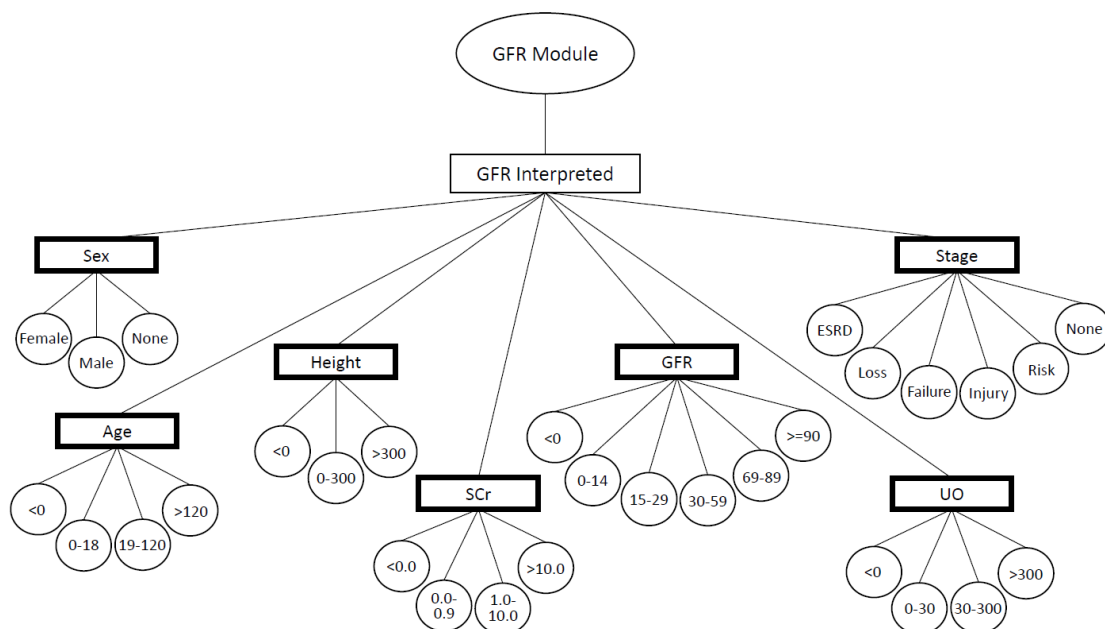 GFR Module
GFR Interpreted
Sex
Stage
Female
Male
None
ESRD
Loss
Failure
Injury
Risk
None
Height
GFR
<0
0-300
>300
<0
0-14
15-29
30-59
69-89
>=90
Age
SCr
UO
<0
0-18
19-120
>120
<0.0
0.0-
0.9
1.0-
10.0
>10.0
<0
0-30
30-300
>300